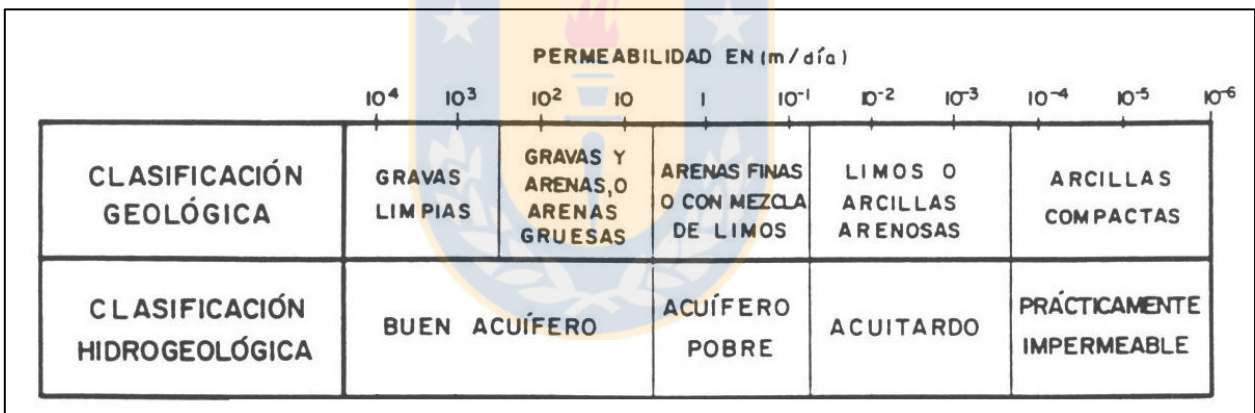 PERMEABILIDAD EN (m/día)
10⁴ 10³ 10² 10 1 10⁻¹ 10⁻² 10⁻³ 10⁻⁴ 10⁻⁵ 10⁻⁶
CLASIFICACIÓN
GEOLÓGICA
GRAVAS
LIMPIAS
GRAVAS Y
ARENAS, O
ARENAS
GRUESAS
ARENAS FINAS
O CON MEZCLA
DE LIMOS
LIMOS O
ARCILLAS
ARENOSAS
ARCILLAS
COMPACTAS
CLASIFICACIÓN
HIDROGEOLÓGICA
BUEN ACUÍFERO
ACUÍFERO
POBRE
ACUITARDO
PRÁCTICAMENTE
IMPERMEABLE